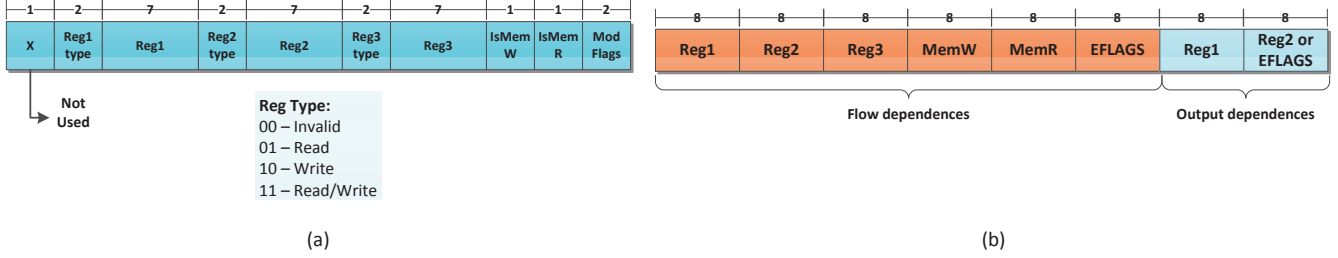 1 2 7 2 7 2 7 1 1 2
X Reg1 type Reg1 Reg2 type Reg2 Reg3 type Reg3 IsMem W IsMem R Mod Flags
Not
Used
Reg Type:
00 – Invalid
01 – Read
10 – Write
11 – Read/Write
(a)
8 8 8 8 8 8 8 8
Reg1 Reg2 Reg3 MemW MemR EFLAGS Reg1 Reg2 or EFLAGS
Flow dependences Output dependences
(b)